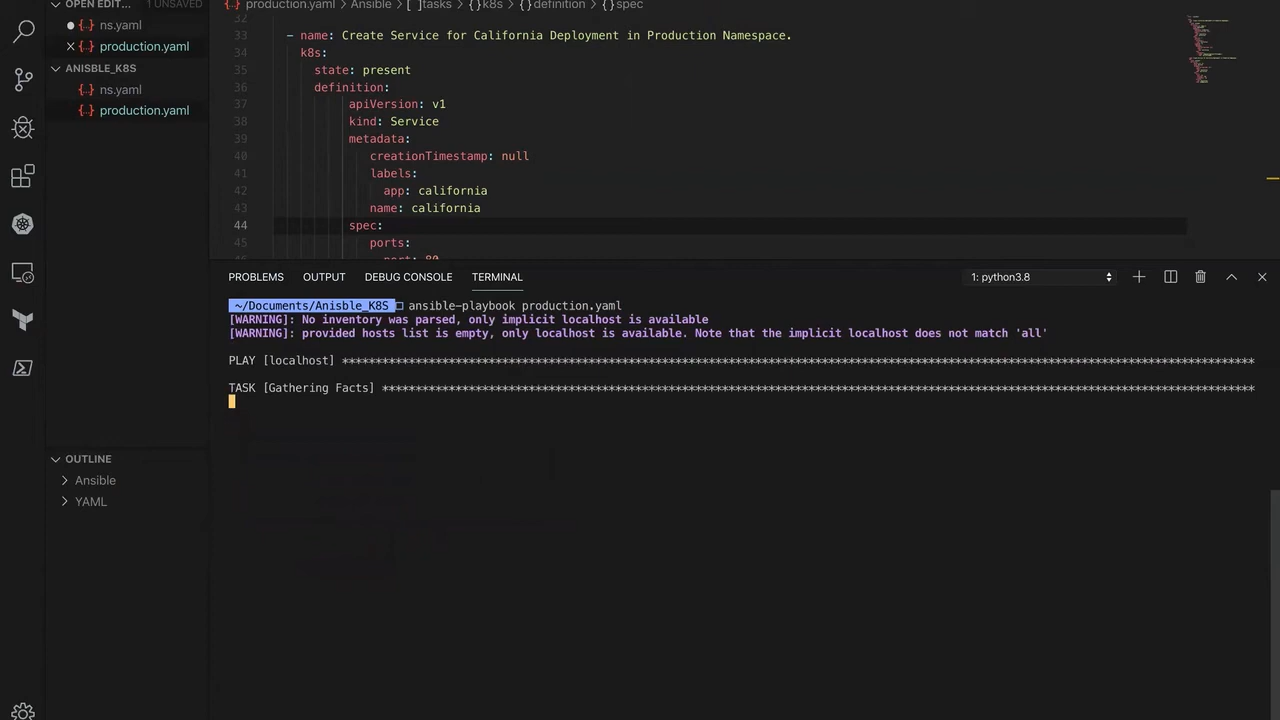 OPEN EDIT... 1 UNSAVED
ns.yaml
production.yaml
ANISBLE_K8S
ns.yaml
production.yaml
OUTLINE
Ansible
YAML
production.yaml > Ansible > [ ]tasks > {}k8s > {}definition > {}spec
32
33 - name: Create Service for California Deployment in Production Namespace.
34 k8s:
35 state: present
36 definition:
37 apiVersion: v1
38 kind: Service
39 metadata:
40 creationTimestamp: null
41 labels:
42 app: california
43 name: california
44 spec:
45 ports:
PROBLEMS OUTPUT DEBUG CONSOLE TERMINAL 1: python3.8
~/Documents/Anisble_K8S ansible-playbook production.yaml
[WARNING]: No inventory was parsed, only implicit localhost is available
[WARNING]: provided hosts list is empty, only localhost is available. Note that the implicit localhost does not match 'all'
PLAY [localhost] ****************************************************************************************************************************************
TASK [Gathering Facts] **********************************************************************************************************************************